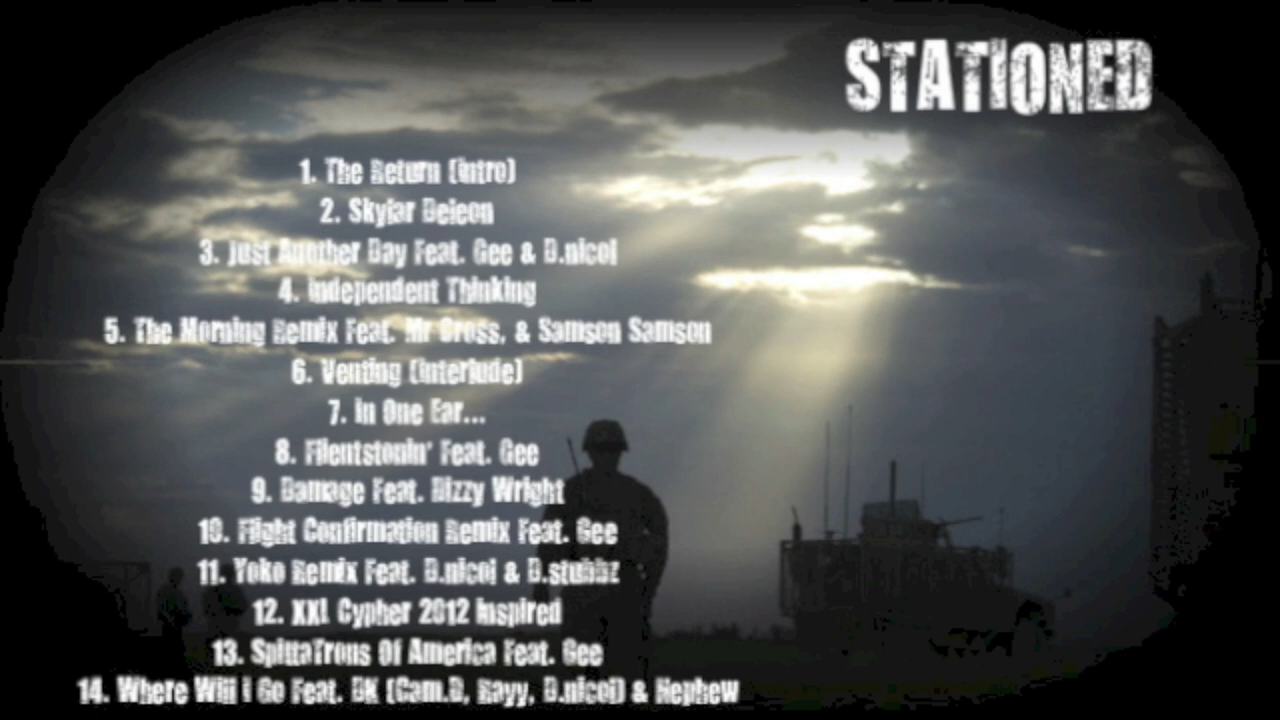 STATIONED
1. The Return (Intro)
2. Skylar Deleon
3. Just Another Day Feat. Gee & D.nicol
4. Independent Thinking
5. The Morning Remix Feat. Mr Cross, & Samson Samson
6. Venting (Interlude)
7. In One Ear...
8. Flentstonin' Feat. Gee
9. Damage Feat. Dizzy Wright
10. Flight Confirmation Remix Feat. Gee
11. Yoko Remix Feat. D.nicol & D.stubbz
12. XXL Cypher 2012 Inspired
13. SpittaTrons Of America Feat. Gee
14. Where Will I Go Feat. DK (Cam.D, Rayy, D.nicol) & Nephew